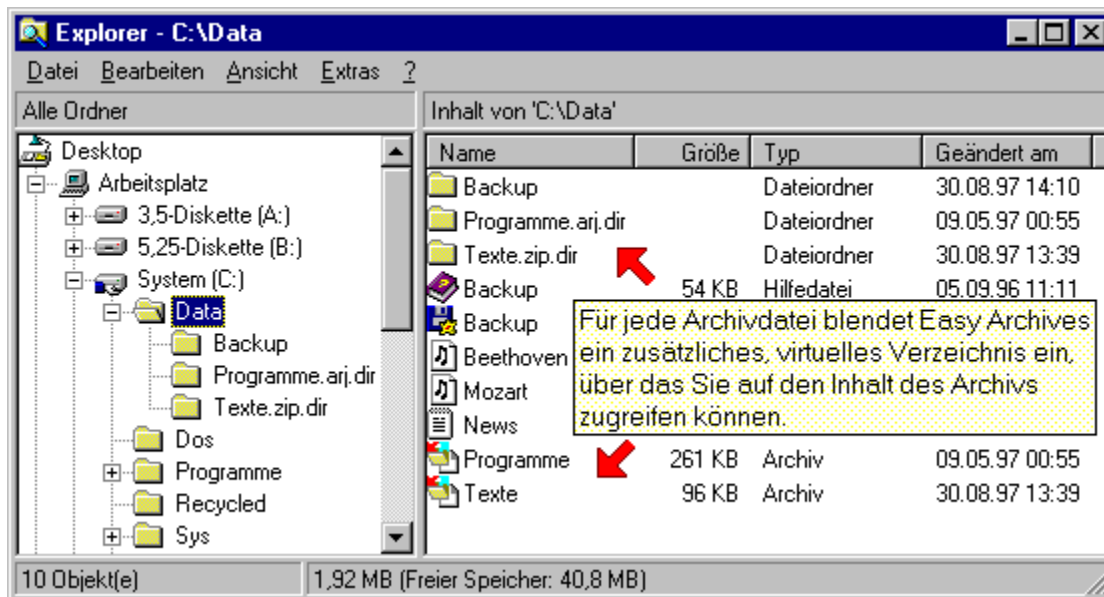 Explorer - C:\Data
Datei Bearbeiten Ansicht Extras ?
Alle Ordner
Inhalt von 'C:\Data'
Desktop
Arbeitsplatz
3,5-Diskette (A:)
5,25-Diskette (B:)
System (C:)
Data
Backup
Programme.arj.dir
Texte.zip.dir
Dos
Programme
Recycled
Sys
Name Größe Typ Geändert am
Backup Dateiordner 30.08.97 14:10
Programme.arj.dir Dateiordner 09.05.97 00:55
Texte.zip.dir Dateiordner 30.08.97 13:39
Backup 54 KB Hilfedatei 05.09.96 11:11
Backup
Beethoven
Mozart
News
Programme 261 KB Archiv 09.05.97 00:55
Texte 96 KB Archiv 30.08.97 13:39
Für jede Archivdatei blendet Easy Archives
ein zusätzliches, virtuelles Verzeichnis ein,
über das Sie auf den Inhalt des Archivs
zugreifen können.
10 Objekt(e)
1,92 MB (Freier Speicher: 40,8 MB)